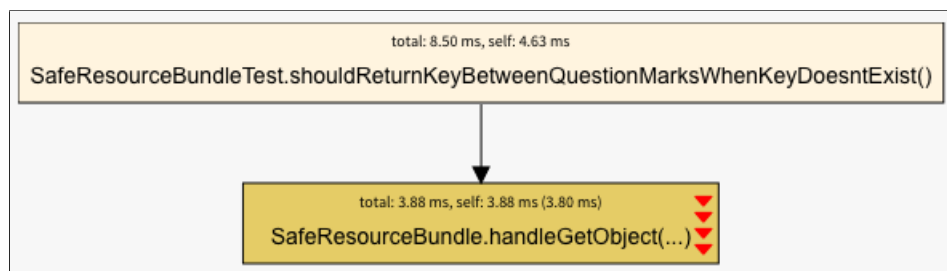 total: 8.50 ms, self: 4.63 ms
SafeResourceBundleTest.shouldReturnKeyBetweenQuestionMarksWhenKeyDoesntExist()
total: 3.88 ms, self: 3.88 ms (3.80 ms)
SafeResourceBundle.handleGetObject(...)